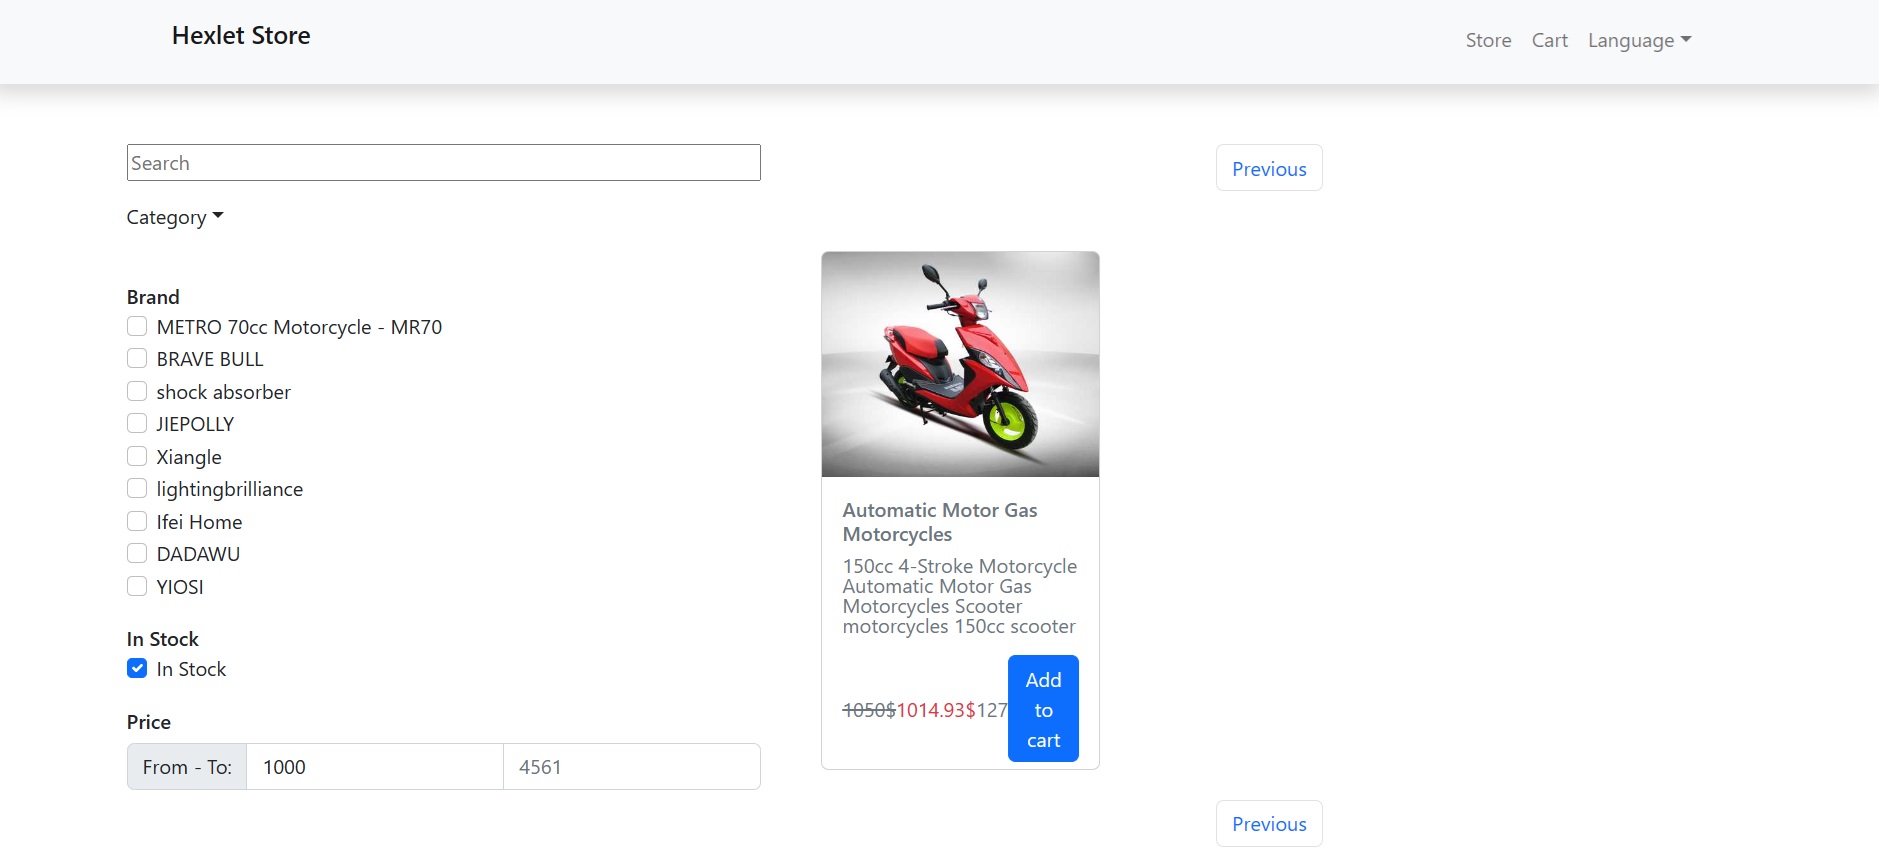 Hexlet Store
Store
Cart
Language
Search
Category
Brand
METRO 70cc Motorcycle - MR70
BRAVE BULL
shock absorber
JIEPOLLY
Xiangle
lightingbrilliance
Ifei Home
DADAWU
YIOSI
In Stock
In Stock
Price
From - To:
1000
4561
Previous
Automatic Motor Gas
Motorcycles
150cc 4-Stroke Motorcycle
Automatic Motor Gas
Motorcycles Scooter
motorcycles 150cc scooter
1050$1014.93$127
Add
to
cart
Previous